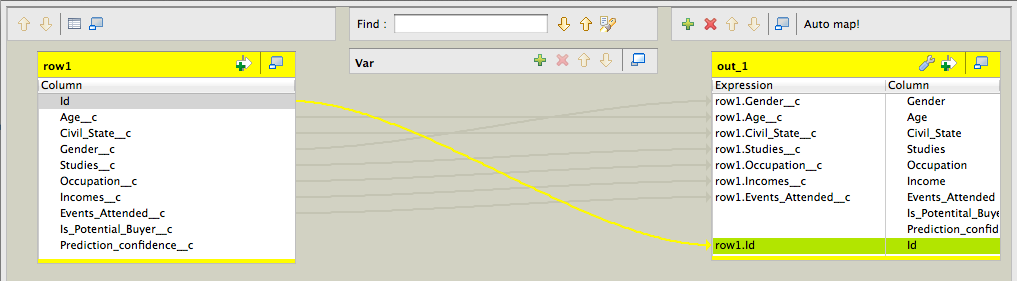 Find :
Auto map!
row1
Var
out_1
Column
Id
Age__c
Civil_State__c
Gender__c
Studies__c
Occupation__c
Incomes__c
Events_Attended__c
Is_Potential_Buyer__c
Prediction_confidence__c
Expression Column
row1.Gender__c Gender
row1.Age__c Age
row1.Civil_State__c Civil_State
row1.Studies__c Studies
row1.Occupation__c Occupation
row1.Incomes__c Income
row1.Events_Attended__c Events_Attended
Is_Potentital_Buye
Prediction_confid
row1.Id Id